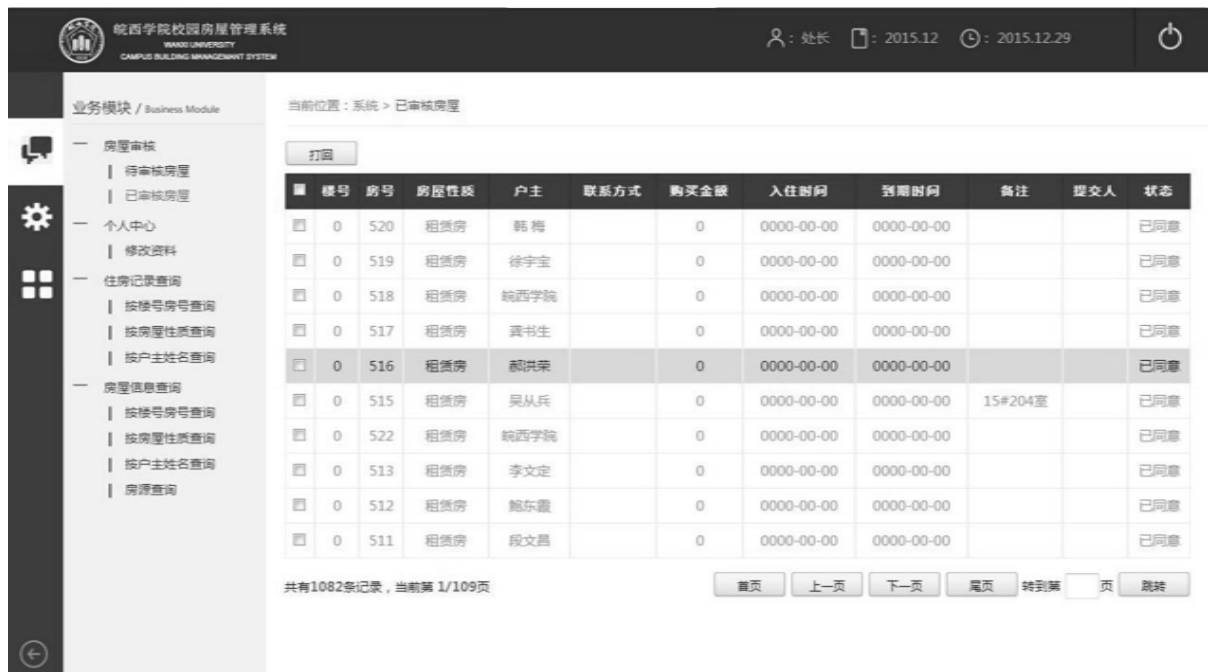 皖西学院校园房屋管理系统
WANXI UNIVERSITY
CAMPUS BUILDING MANAGEMANT SYSTEM
：处长 ：2015.12 ：2015.12.29
业务模块 / Business Module
房屋审核
待审核房屋
已审核房屋
个人中心
修改资料
住房记录查询
按楼号房号查询
按房屋性质查询
按户主姓名查询
房屋信息查询
按楼号房号查询
按房屋性质查询
按户主姓名查询
房源查询
当前位置：系统 > 已审核房屋
打回
楼号 房号 房屋性质 户主 联系方式 购买金额 入住时间 到期时间 备注 提交人 状态
0 520 租赁房 韩梅 0 0000-00-00 0000-00-00 已同意
0 519 租赁房 徐宇宝 0 0000-00-00 0000-00-00 已同意
0 518 租赁房 皖西学院 0 0000-00-00 0000-00-00 已同意
0 517 租赁房 龚书生 0 0000-00-00 0000-00-00 已同意
0 516 租赁房 郝洪荣 0 0000-00-00 0000-00-00 已同意
0 515 租赁房 吴从兵 0 0000-00-00 0000-00-00 15#204室 已同意
0 522 租赁房 皖西学院 0 0000-00-00 0000-00-00 已同意
0 513 租赁房 李文定 0 0000-00-00 0000-00-00 已同意
0 512 租赁房 鲍东霞 0 0000-00-00 0000-00-00 已同意
0 511 租赁房 段文昌 0 0000-00-00 0000-00-00 已同意
共有1082条记录，当前第 1/109页 首页 上一页 下一页 尾页 转到第 页 跳转